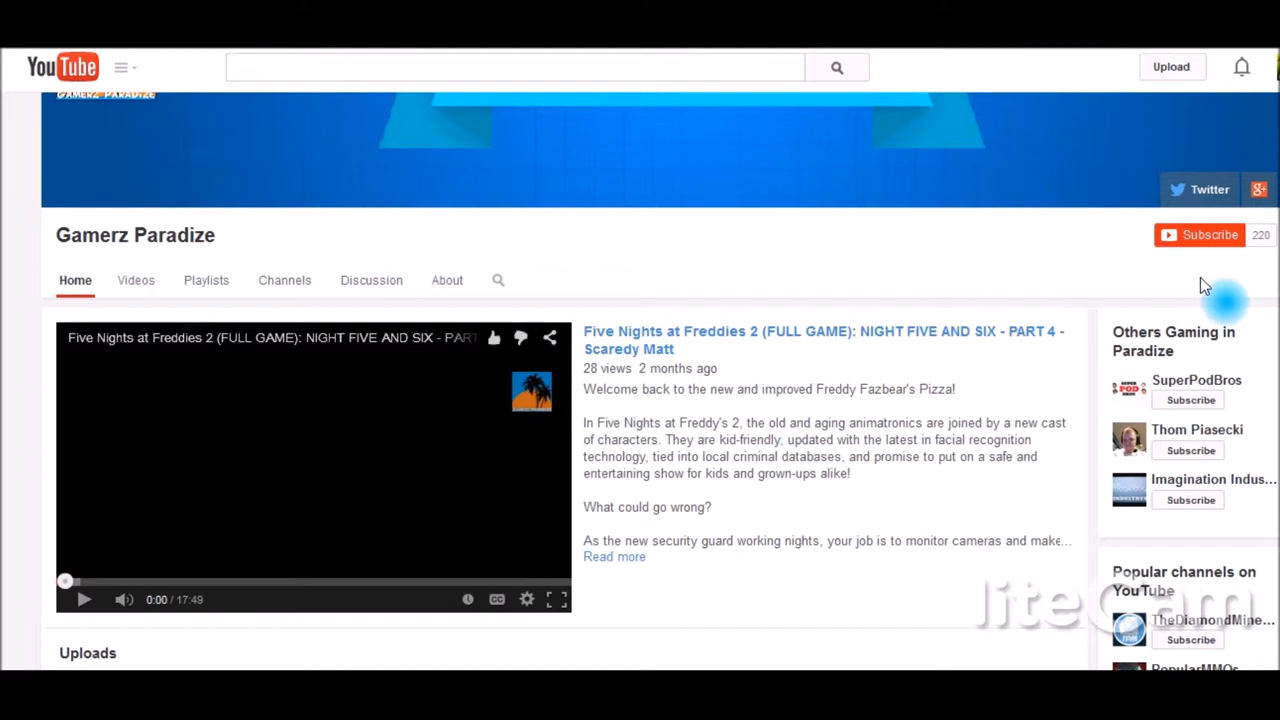 YouTube
Upload
GAMERZ PARADIZE
Twitter
g+
Gamerz Paradize
Subscribe 220
Home Videos Playlists Channels Discussion About
Five Nights at Freddies 2 (FULL GAME): NIGHT FIVE AND SIX - PART
Five Nights at Freddies 2 (FULL GAME): NIGHT FIVE AND SIX - PART 4 -
Scaredy Matt
28 views 2 months ago
Welcome back to the new and improved Freddy Fazbear's Pizza!
In Five Nights at Freddy's 2, the old and aging animatronics are joined by a new cast
of characters. They are kid-friendly, updated with the latest in facial recognition
technology, tied into local criminal databases, and promise to put on a safe and
entertaining show for kids and grown-ups alike!
What could go wrong?
As the new security guard working nights, your job is to monitor cameras and make...
Read more
0:00 / 17:49
CC
Uploads
Others Gaming in
Paradize
SUPER
POD
BROS
SuperPodBros
Subscribe
Thom Piasecki
Subscribe
Imagination Indus...
Subscribe
Popular channels on
YouTube
TheDiamondMine...
Subscribe
PopularMMOs
liteCam